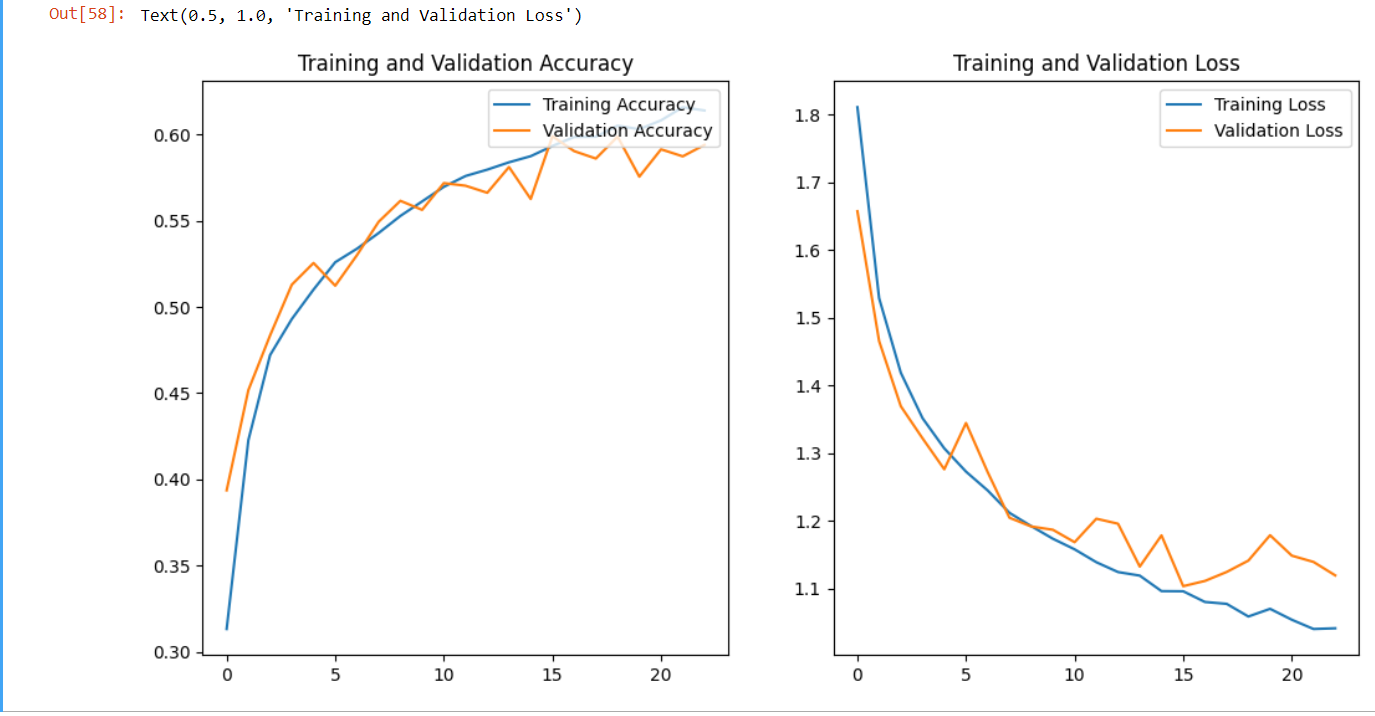 Out[58]: Text(0.5, 1.0, 'Training and Validation Loss')
Training and Validation Accuracy
Training Accuracy
Validation Accuracy
0.60
0.55
0.50
0.45
0.40
0.35
0.30
0 5 10 15 20
Training and Validation Loss
Training Loss
Validation Loss
1.8
1.7
1.6
1.5
1.4
1.3
1.2
1.1
0 5 10 15 20